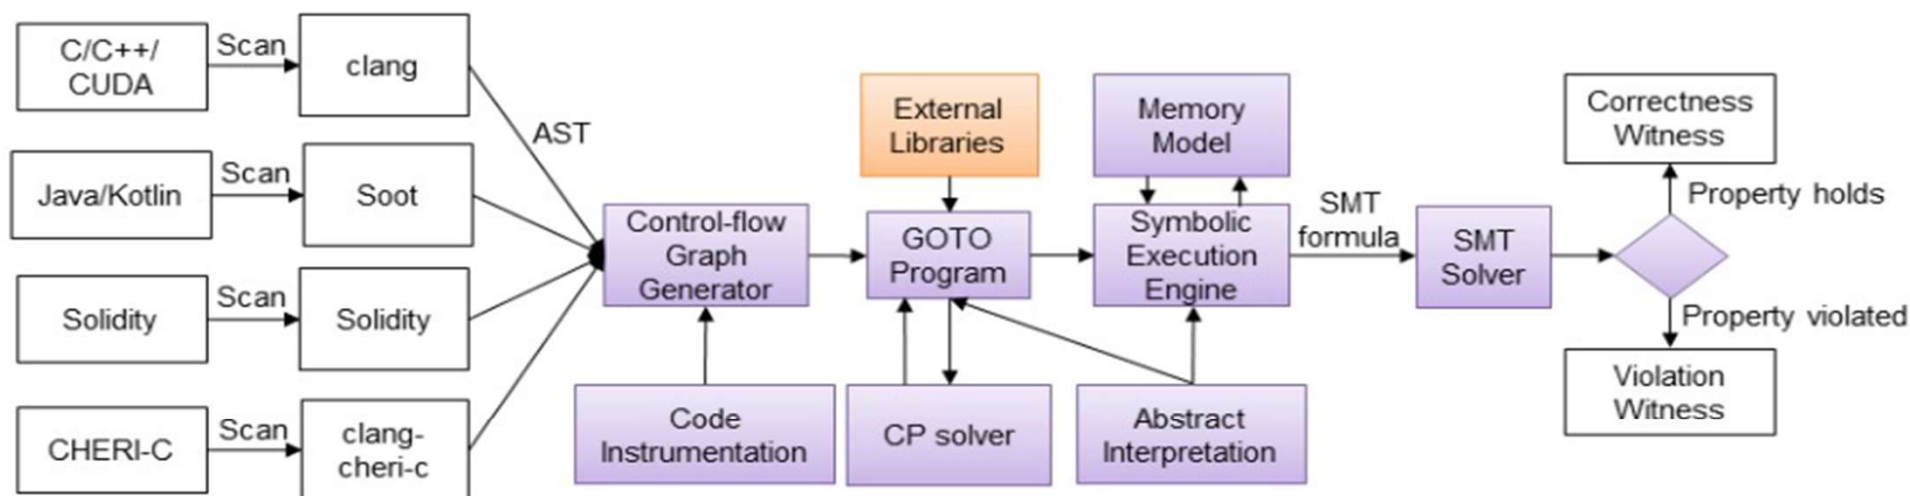 C/C++/
CUDA
Scan
clang
AST
Java/Kotlin
Scan
Soot
Solidity
Scan
Solidity
CHERI-C
Scan
clang-
cheri-c
Control-flow
Graph
Generator
Code
Instrumentation
External
Libraries
GOTO
Program
CP solver
Memory
Model
Symbolic
Execution
Engine
Abstract
Interpretation
SMT
formula
SMT
Solver
Correctness
Witness
Property holds
Property violated
Violation
Witness